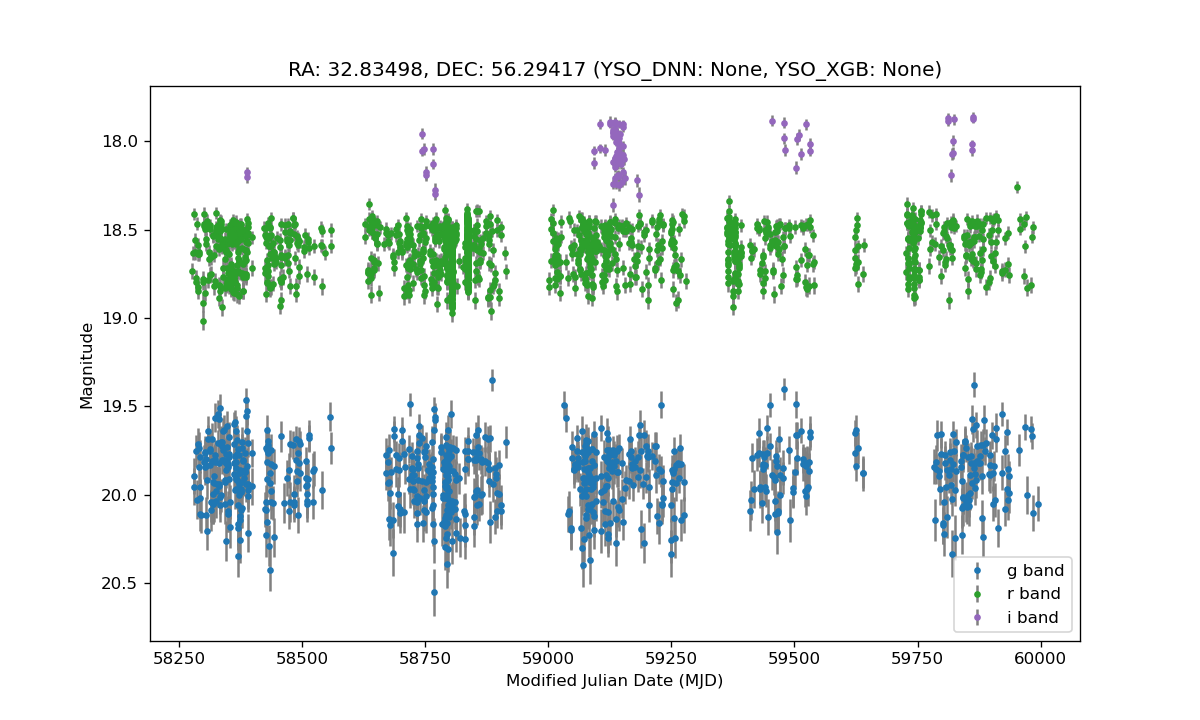 RA: 32.83498, DEC: 56.29417 (YSO_DNN: None, YSO_XGB: None)
Magnitude
18.0
18.5
19.0
19.5
20.0
20.5
g band
r band
i band
58250 58500 58750 59000 59250 59500 59750 60000
Modified Julian Date (MJD)